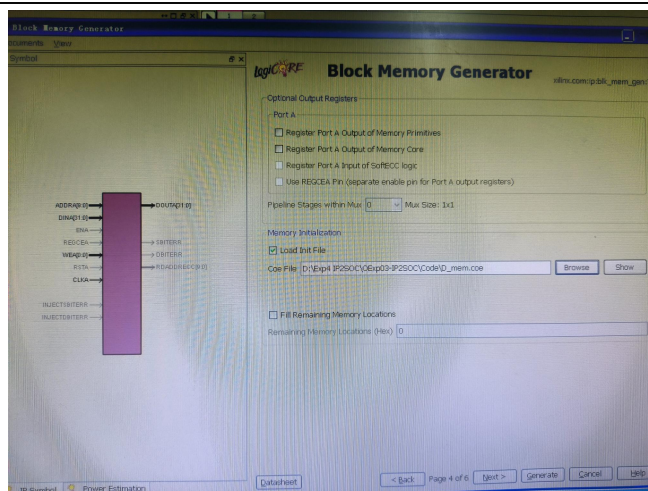 Block Memory Generator
ocuments View
Symbol
LogiCORE
Block Memory Generator
xilinx.com:ip:blk_mem_gen:
Optional Output Registers
Port A
Register Port A Output of Memory Primitives
Register Port A Output of Memory Core
Register Port A Input of SoftECC logic
Use REGCEA Pin (separate enable pin for Port A output registers)
Pipeline Stages within Mux 0 Mux Size: 1x1
ADDRA[9:0] DOUTA[31:0]
DINA[31:0]
ENA
REGCEA SBITERR
WEA[0:0] DBITERR
RSTA RDADDRECC[9:0]
CLKA
INJECTSBITERR
INJECTDBITERR
Memory Initialization
Load Init File
Coe File D:\Exp4 IP2SOC\OExp03-IP2SOC\Code\D_mem.coe Browse Show
Fill Remaining Memory Locations
Remaining Memory Locations (Hex) 0
IP Symbol Power Estimation
Datasheet < Back Page 4 of 6 Next > Generate Cancel Help